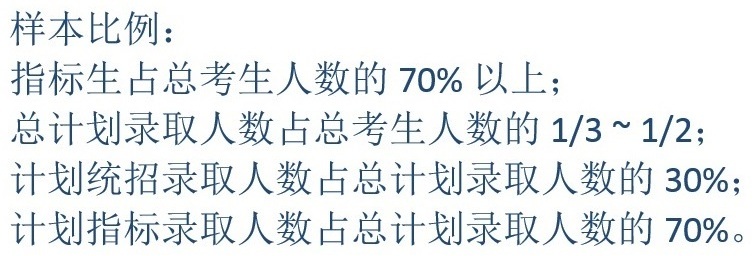 样本比例：
指标生占总考生人数的 70% 以上；
总计划录取人数占总考生人数的 1/3 ~ 1/2；
计划统招录取人数占总计划录取人数的 30%；
计划指标录取人数占总计划录取人数的 70%。